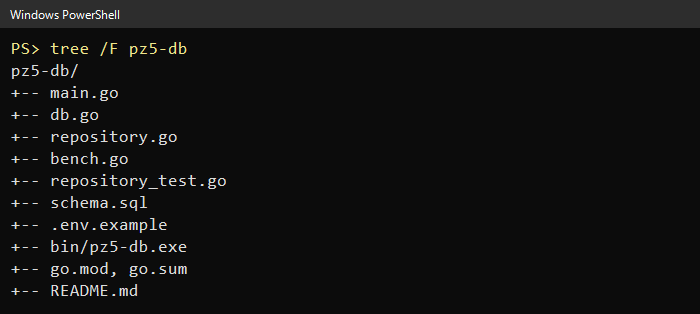 Windows PowerShell
PS> tree /F pz5-db
pz5-db/
+-- main.go
+-- db.go
+-- repository.go
+-- bench.go
+-- repository_test.go
+-- schema.sql
+-- .env.example
+-- bin/pz5-db.exe
+-- go.mod, go.sum
+-- README.md